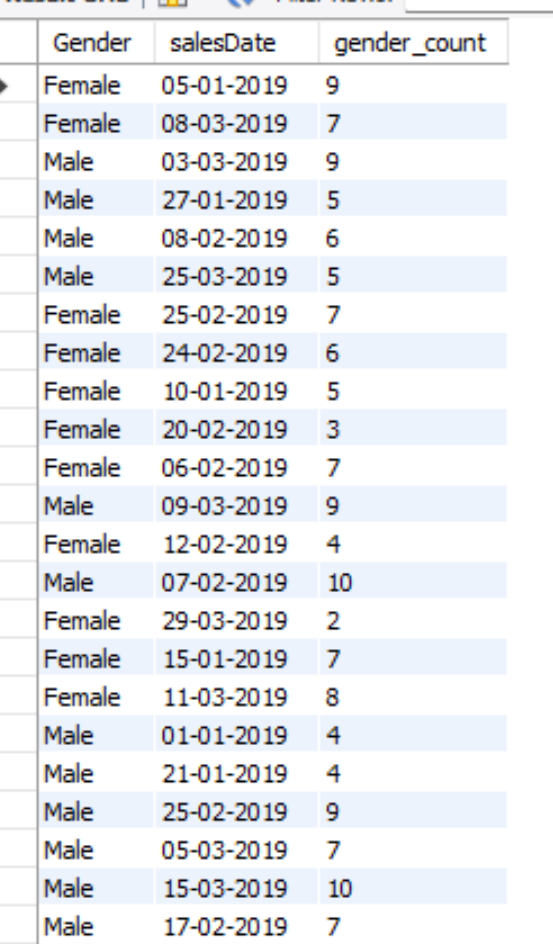 Gender salesDate gender_count
Female 05-01-2019 9
Female 08-03-2019 7
Male 03-03-2019 9
Male 27-01-2019 5
Male 08-02-2019 6
Male 25-03-2019 5
Female 25-02-2019 7
Female 24-02-2019 6
Female 10-01-2019 5
Female 20-02-2019 3
Female 06-02-2019 7
Male 09-03-2019 9
Female 12-02-2019 4
Male 07-02-2019 10
Female 29-03-2019 2
Female 15-01-2019 7
Female 11-03-2019 8
Male 01-01-2019 4
Male 21-01-2019 4
Male 25-02-2019 9
Male 05-03-2019 7
Male 15-03-2019 10
Male 17-02-2019 7